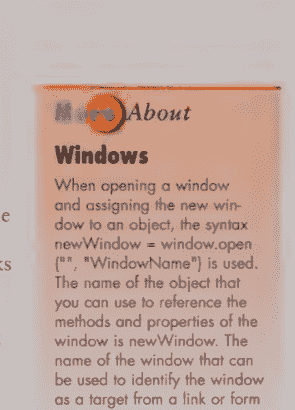 More About
Windows
When opening a window
and assigning the new win-
dow to an object, the syntax
newWindow = window.open
("", "WindowName") is used.
The name of the object that
you can use to reference the
methods and properties of the
window is newWindow. The
name of the window that can
be used to identify the window
as a target from a link or form